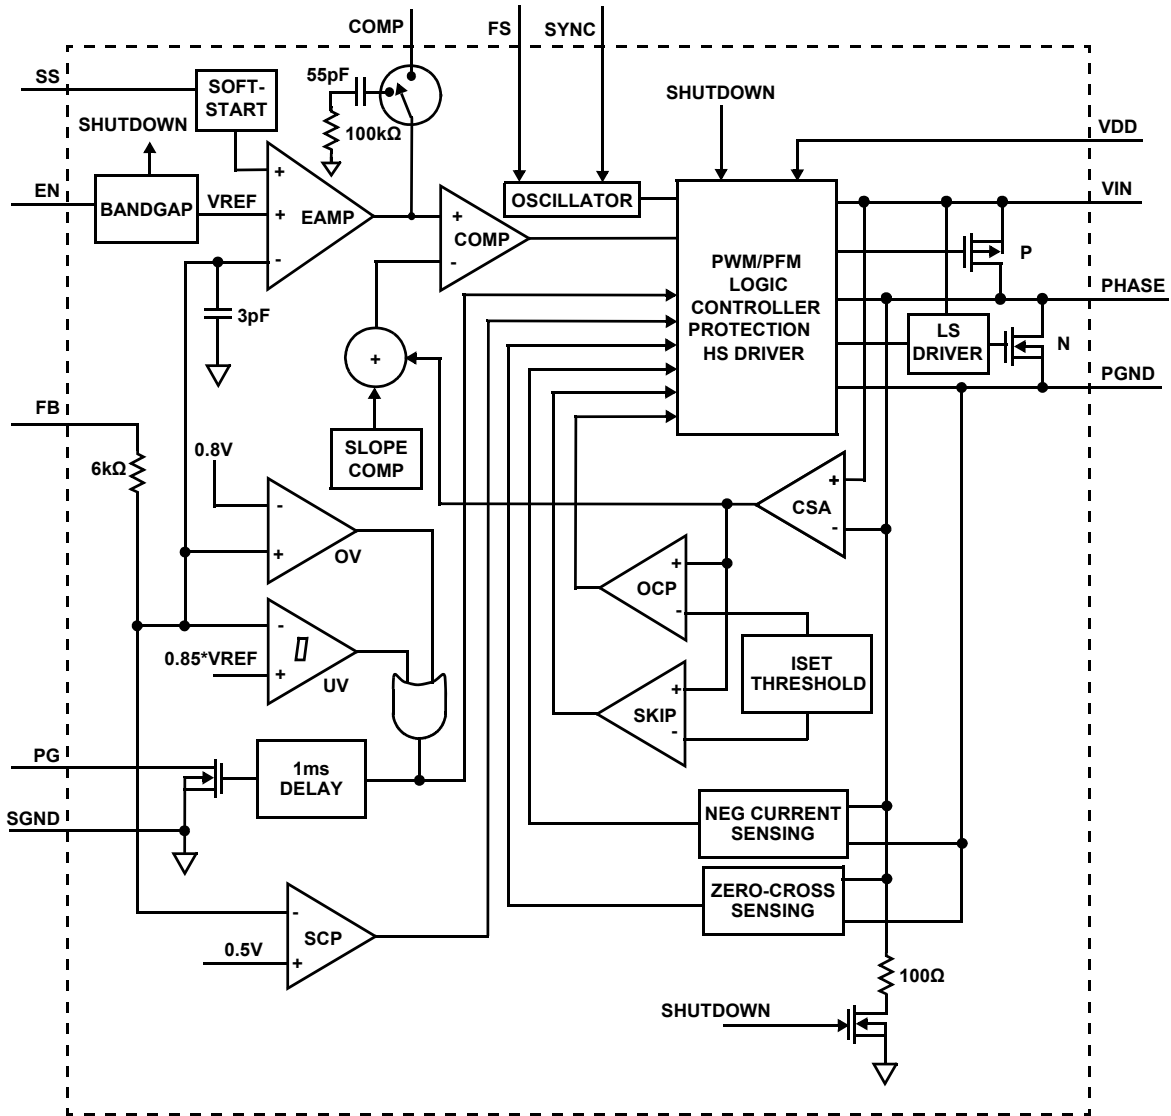 COMP
FS
SYNC
SS
SOFT-
START
55pF
100kΩ
SHUTDOWN
SHUTDOWN
VDD
EN
BANDGAP
VREF
+
+
-
EAMP
+
-
COMP
OSCILLATOR
VIN
PWM/PFM
LOGIC
CONTROLLER
PROTECTION
HS DRIVER
P
PHASE
3pF
+
LS
DRIVER
N
PGND
FB
6kΩ
0.8V
SLOPE
COMP
-
+
OV
+
-
CSA
+
-
OCP
-
+
UV
0.85*VREF
ISET
THRESHOLD
+
-
SKIP
PG
1ms
DELAY
SGND
NEG CURRENT
SENSING
ZERO-CROSS
SENSING
-
+
SCP
0.5V
100Ω
SHUTDOWN